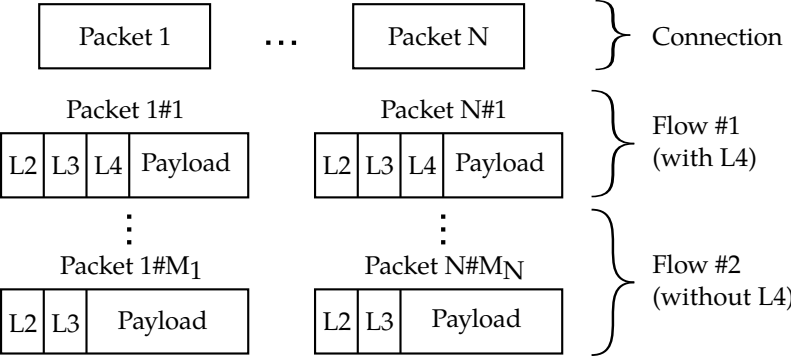 Packet 1 ... Packet N Connection
Packet 1#1 Packet N#1
L2 L3 L4 Payload L2 L3 L4 Payload
Flow #1
(with L4)
Packet 1#M1 Packet N#MN
L2 L3 Payload L2 L3 Payload
Flow #2
(without L4)